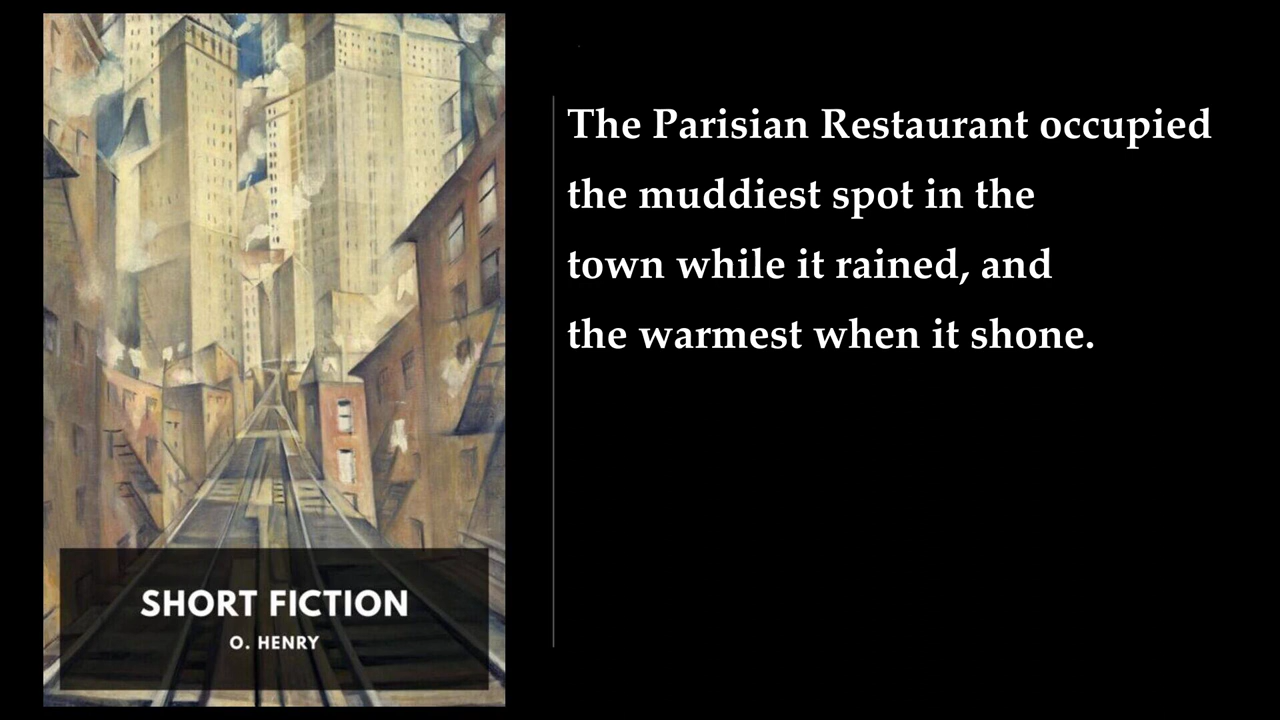 SHORT FICTION
O. HENRY
The Parisian Restaurant occupied
the muddiest spot in the
town while it rained, and
the warmest when it shone.